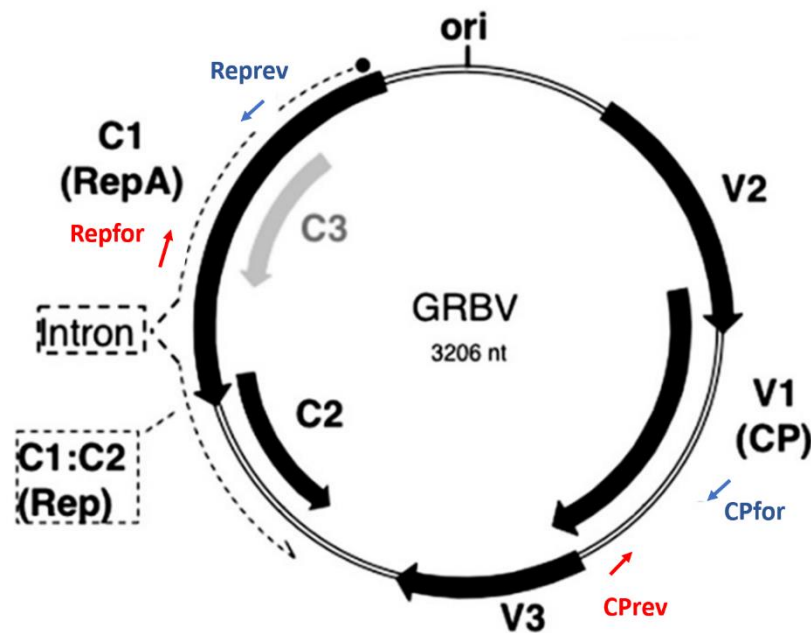 ori
Reprev
C1
(RepA)
V2
Repfor
C3
GRBV
3206 nt
Intron
V1
(CP)
C2
C1:C2
(Rep)
CPfor
CPrev
V3